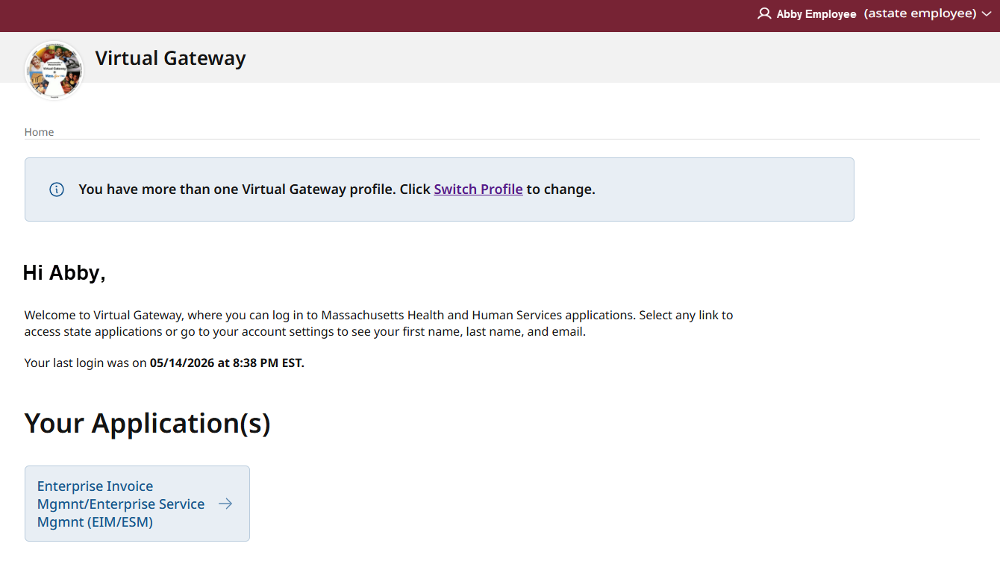 Abby Employee (astate employee)
Virtual Gateway
Home
You have more than one Virtual Gateway profile. Click Switch Profile to change.
Hi Abby,
Welcome to Virtual Gateway, where you can log in to Massachusetts Health and Human Services applications. Select any link to
access state applications or go to your account settings to see your first name, last name, and email.
Your last login was on 05/14/2026 at 8:38 PM EST.
Your Application(s)
Enterprise Invoice
Mgmnt/Enterprise Service
Mgmnt (EIM/ESM)